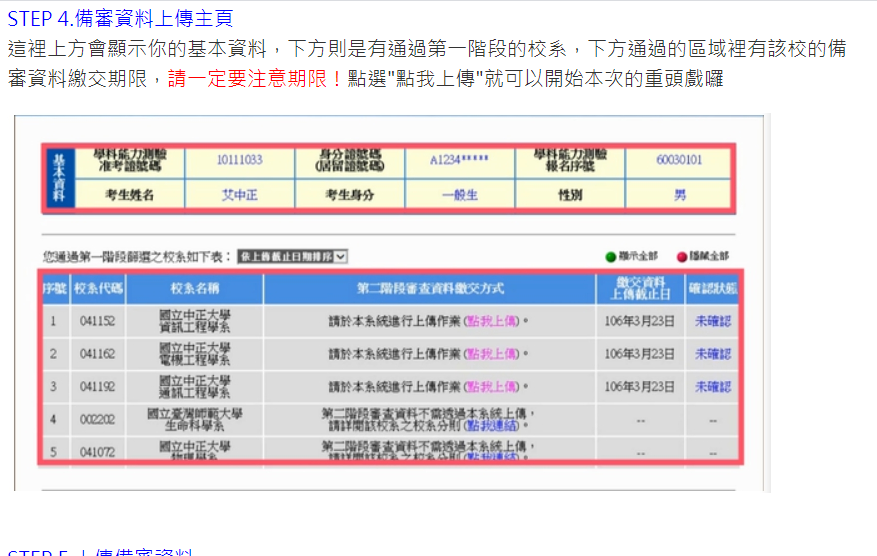 STEP 4.備審資料上傳主頁
這裡上方會顯示你的基本資料，下方則是有通過第一階段的校系，下方通過的區域裡有該校的備
審資料繳交期限，請一定要注意期限！點選"點我上傳"就可以開始本次的重頭戲囉
基本資料
學科能力測驗 准考證號碼 10111033 身分證號碼 (居留證號碼) A1234***** 學科能力測驗 報名序號 60030101
考生姓名 艾中正 考生身分 一般生 性別 男
您通過第一階段篩選之校系如下表： 依上傳截止日期排序 顯示全部 隱藏全部
序號 校系代碼 校系名稱 第二階段審查資料繳交方式 繳交資料 上傳截止日 確認狀態
1 041152 國立中正大學 資訊工程學系 請於本系統進行上傳作業 (點我上傳)。 106年3月23日 未確認
2 041162 國立中正大學 電機工程學系 請於本系統進行上傳作業 (點我上傳)。 106年3月23日 未確認
3 041192 國立中正大學 通訊工程學系 請於本系統進行上傳作業 (點我上傳)。 106年3月23日 未確認
4 002202 國立臺灣師範大學 生命科學系 第二階段審查資料不需透過本系統上傳， 請詳閱該校系之校系分則 (點我連結)。 -- --
5 041072 國立中正大學 物理學系 第二階段審查資料不需透過本系統上傳， 請詳閱該校系之校系分則 (點我連結)。 -- --
STEP 5.上傳備審資料